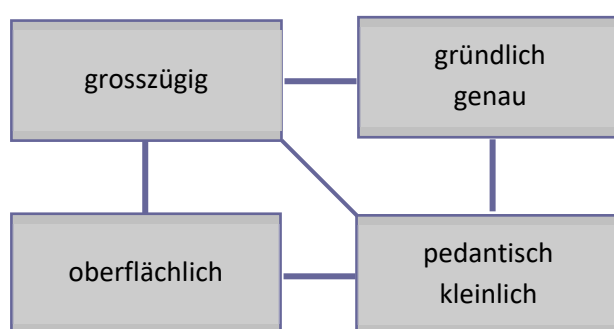 grosszügig
gründlich
genau
oberflächlich
pedantisch
kleinlich